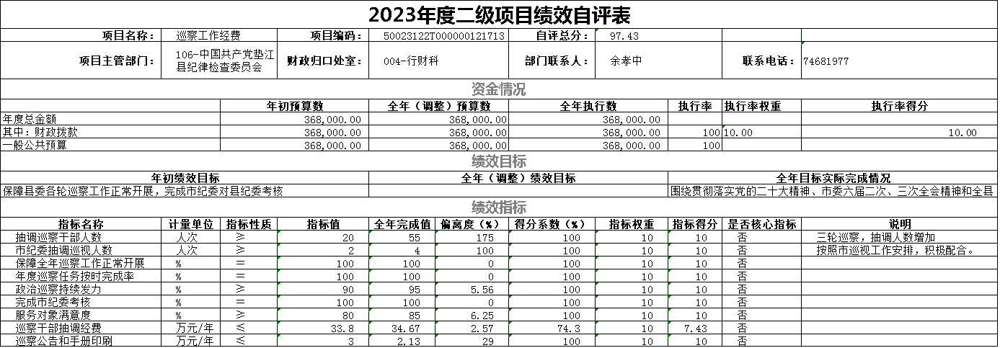 2023年度二级项目绩效自评表
项目名称： 巡察工作经费 项目编码： 50023122T000000121713 自评总分： 97.43
项目主管部门： 106-中国共产党垫江县纪律检查委员会 财政归口处室： 004-行财科 部门联系人： 余孝中 联系电话： 74681977
资金情况
年初预算数 全年（调整）预算数 全年执行数 执行率 执行率权重 执行率得分
年度总金额 368,000.00 368,000.00 368,000.00
其中：财政拨款 368,000.00 368,000.00 368,000.00 100 10.00 10.00
一般公共预算 368,000.00 368,000.00 368,000.00 100
绩效目标
年初绩效目标 全年（调整）绩效目标 全年目标实际完成情况
保障县委各轮巡察工作正常开展，完成市纪委对县纪委考核 围绕贯彻落实党的二十大精神、市委六届二次、三次全会精神和全县
绩效指标
指标名称 计量单位 指标性质 指标值 全年完成值 偏离度（%） 得分系数（%） 指标权重 指标得分 是否核心指标 说明
抽调巡察干部人数 人次 ≥ 20 55 175 100 10 10 否 三轮巡察，抽调人数增加
市纪委抽调巡视人数 人次 ≥ 2 4 100 100 10 10 否 按照市巡视工作安排，积极配合。
保障全年巡察工作正常开展 % ＝ 100 100 0 100 10 10 否
年度巡察任务按时完成率 % ＝ 100 100 0 100 10 10 否
政治巡察持续发力 % ≥ 90 95 5.56 100 10 10 否
完成市纪委考核 % ＝ 100 100 0 100 10 10 否
服务对象满意度 % ≥ 80 85 6.25 100 10 10 否
巡察干部抽调经费 万元/年 ≤ 33.8 34.67 2.57 74.3 10 7.43 否
巡察公告和手册印刷 万元/年 ≤ 3 2.13 29 100 10 10 否